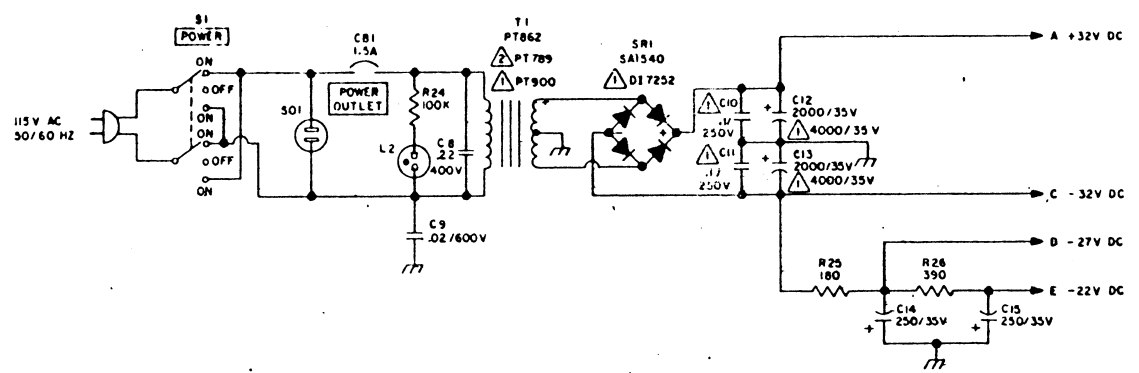 S1
POWER
ON
OFF
ON
ON
OFF
ON
115V AC
50/60 HZ
SO1
CB1
1.5A
POWER
OUTLET
R24
100K
L2
C8
.22
400V
C9
.02/600V
T1
PT862
2 PT789
1 PT900
SR1
SA1540
1 DI7252
+
-
+
1 C10
.1/
250V
1 C11
.1/
250V
+ C12
2000/35V
1 4000/35V
+ C13
2000/35V
1 4000/35V
A +32V DC
C -32V DC
D -27V DC
E -22V DC
R25
180
R26
390
C14
250/35V
+
C15
250/35V
+